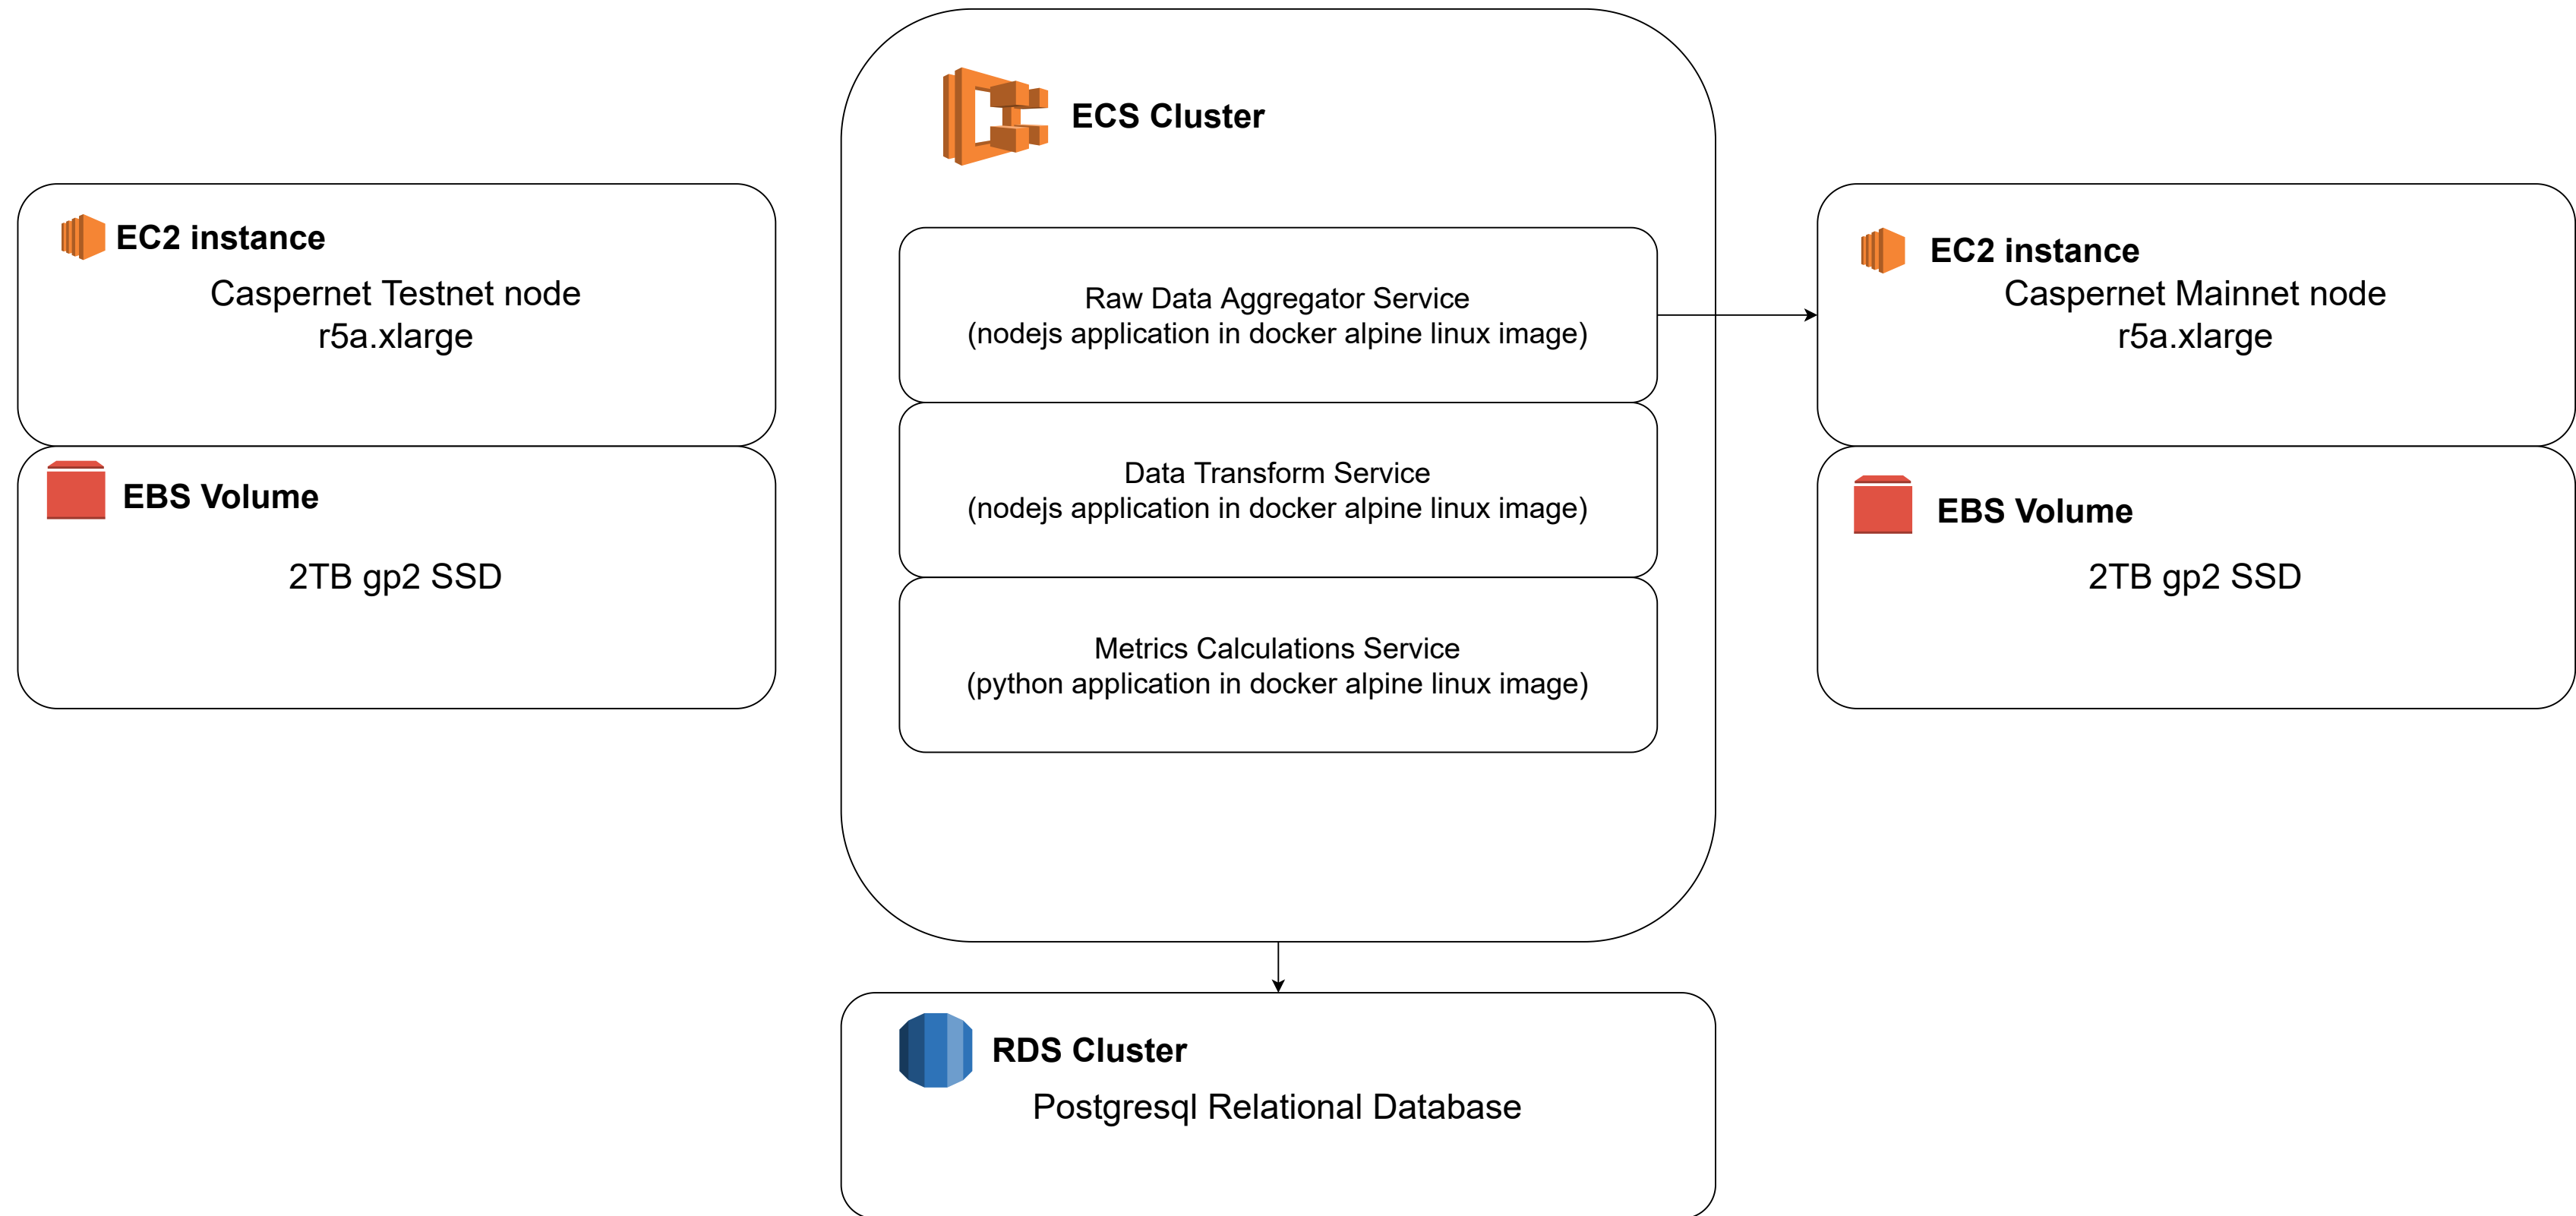 ECS Cluster
EC2 instance
Caspernet Testnet node
r5a.xlarge
EBS Volume
2TB gp2 SSD
Raw Data Aggregator Service
(nodejs application in docker alpine linux image)
Data Transform Service
(nodejs application in docker alpine linux image)
Metrics Calculations Service
(python application in docker alpine linux image)
EC2 instance
Caspernet Mainnet node
r5a.xlarge
EBS Volume
2TB gp2 SSD
RDS Cluster
Postgresql Relational Database